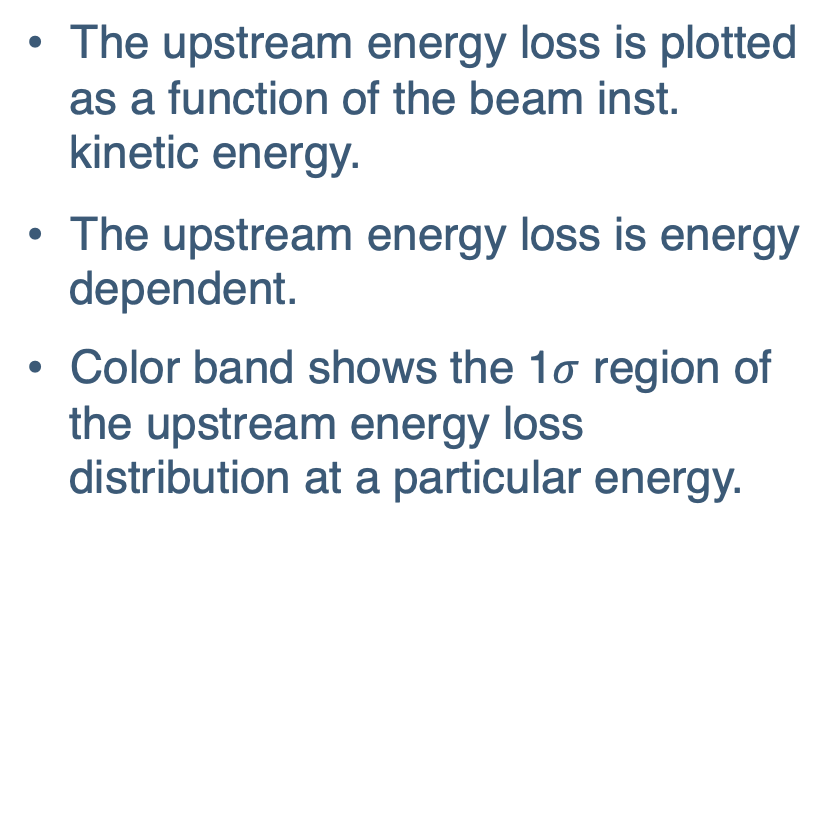 • The upstream energy loss is plotted
as a function of the beam inst.
kinetic energy.
• The upstream energy loss is energy
dependent.
• Color band shows the 1σ region of
the upstream energy loss
distribution at a particular energy.